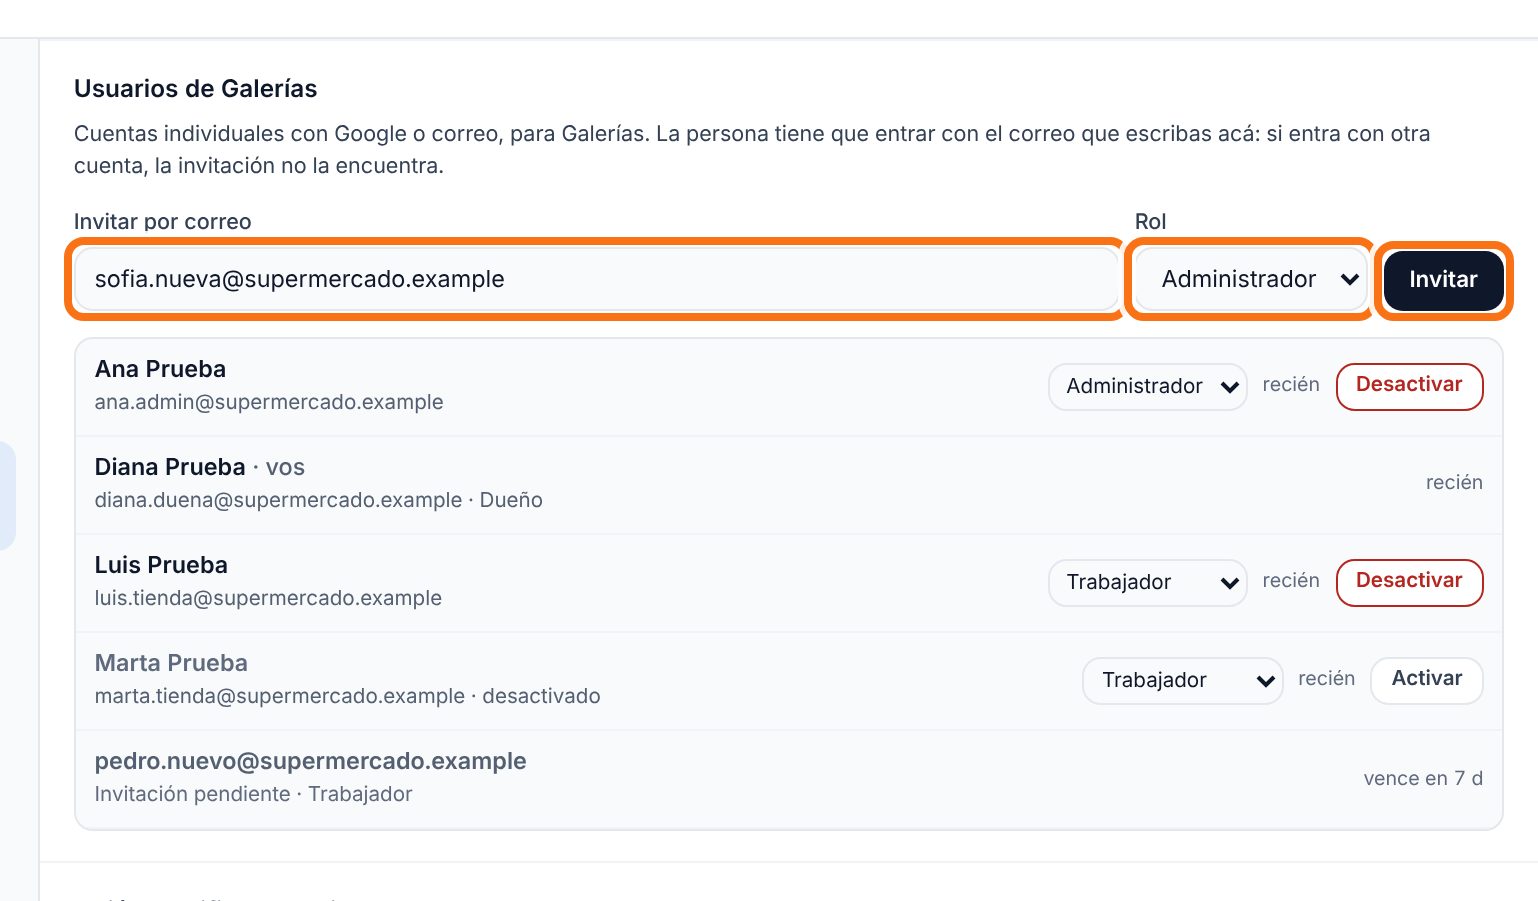 Usuarios de Galerías
Cuentas individuales con Google o correo, para Galerías. La persona tiene que entrar con el correo que escribas acá: si entra con otra
cuenta, la invitación no la encuentra.
Invitar por correo
Rol
sofia.nueva@supermercado.example
Administrador
Invitar
Ana Prueba
ana.admin@supermercado.example
Administrador
recién
Desactivar
Diana Prueba · vos
diana.duena@supermercado.example · Dueño
recién
Luis Prueba
luis.tienda@supermercado.example
Trabajador
recién
Desactivar
Marta Prueba
marta.tienda@supermercado.example · desactivado
Trabajador
recién
Activar
pedro.nuevo@supermercado.example
Invitación pendiente · Trabajador
vence en 7 d